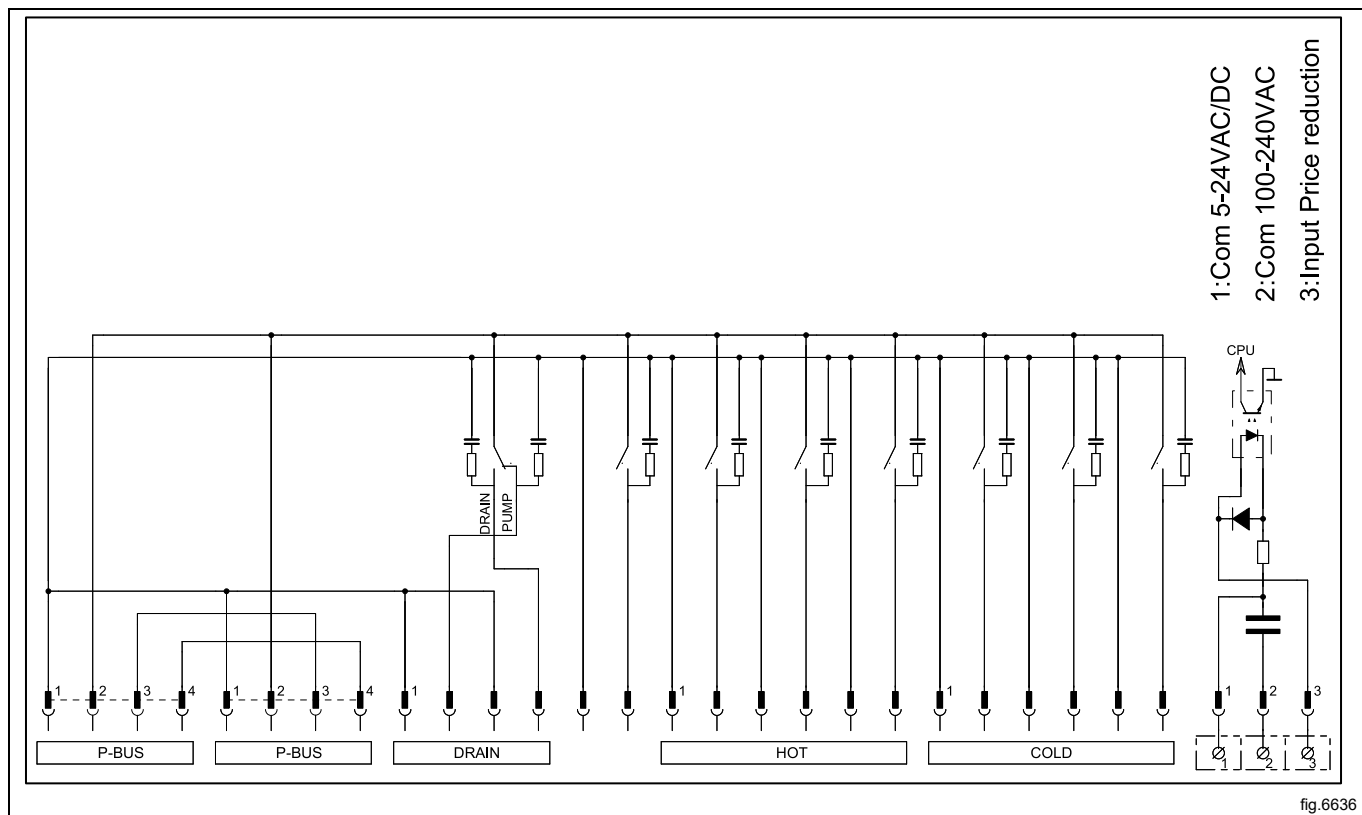 1:Com 5-24VAC/DC
2:Com 100-240VAC
3:Input Price reduction
CPU
DRAIN
PUMP
1 2 3 4 1 2 3 4 1 1 1 1 2 3
P-BUS P-BUS DRAIN HOT COLD 1 2 3
fig.6636